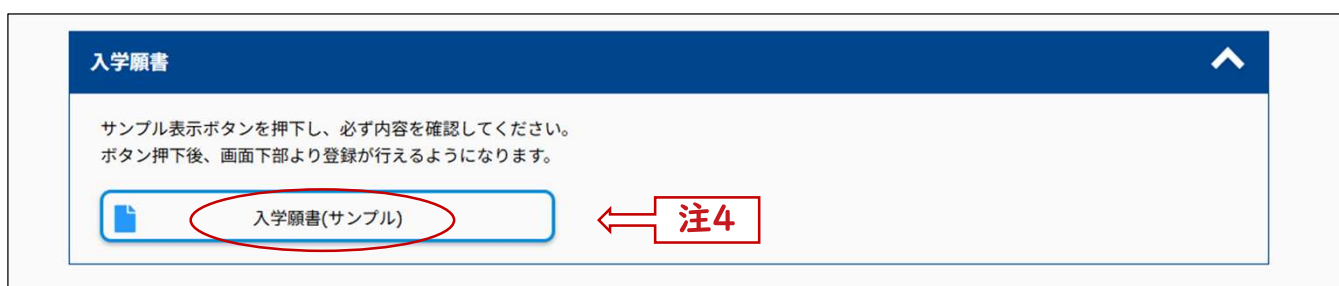 入学願書
サンプル表示ボタンを押下し、必ず内容を確認してください。
ボタン押下後、画面下部より登録が行えるようになります。
入学願書(サンプル)
注4